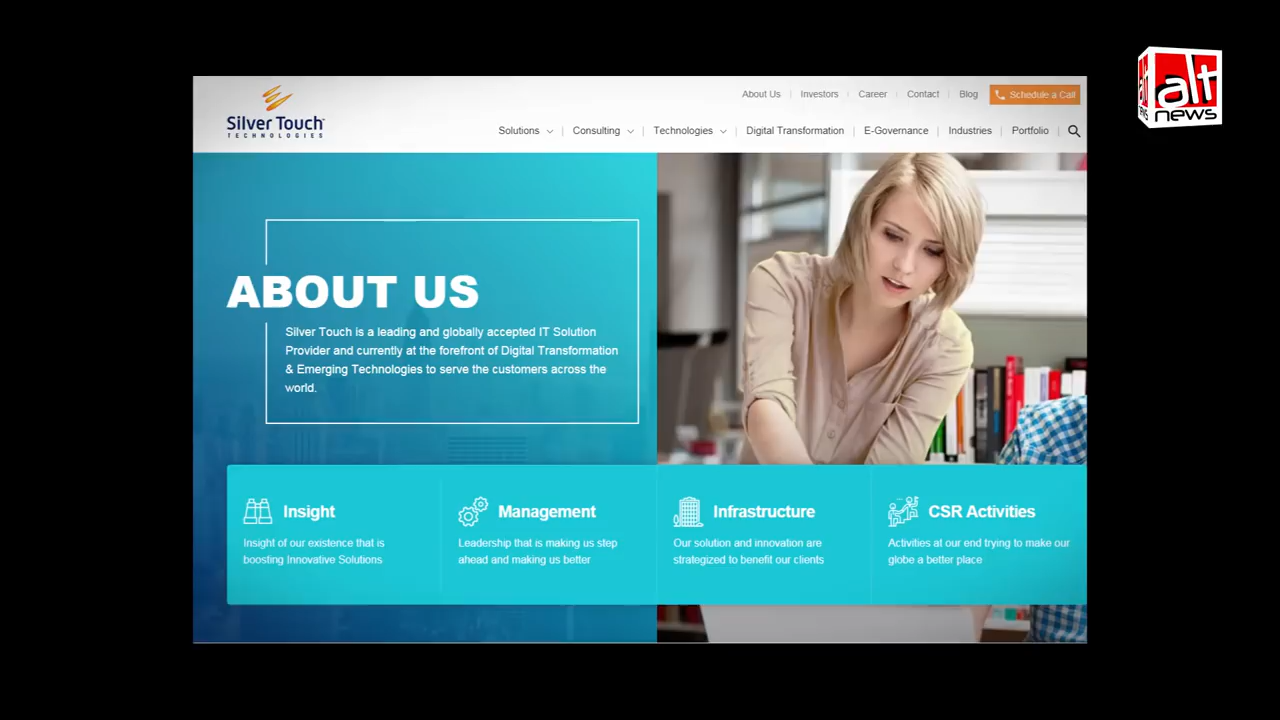 alt
news
NEWS
Silver Touch
TECHNOLOGIES
About Us
Investors
Career
Contact
Blog
Schedule a Call
Solutions
Consulting
Technologies
Digital Transformation
E-Governance
Industries
Portfolio
ABOUT US
Silver Touch is a leading and globally accepted IT Solution
Provider and currently at the forefront of Digital Transformation
& Emerging Technologies to serve the customers across the
world.
Insight
Insight of our existence that is
boosting Innovative Solutions
Management
Leadership that is making us step
ahead and making us better
Infrastructure
Our solution and innovation are
strategized to benefit our clients
CSR Activities
Activities at our end trying to make our
globe a better place